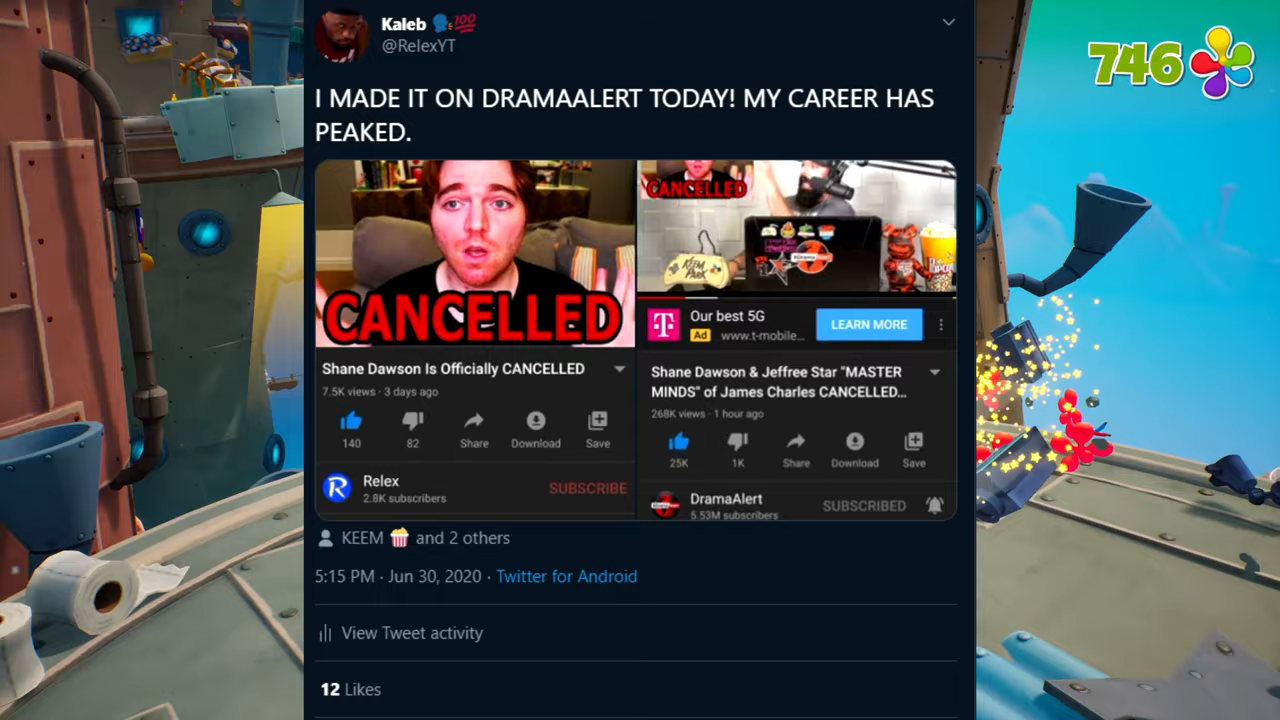 746
Kaleb 🗣💯
@RelexYT
I MADE IT ON DRAMAALERT TODAY! MY CAREER HAS
PEAKED.
CANCELLED
Shane Dawson Is Officially CANCELLED
7.5K views · 3 days ago
140
82
Share
Download
Save
Relex
2.8K subscribers
SUBSCRIBE
CANCELLED
KEEM
PARK
Our best 5G
Ad www.t-mobile...
LEARN MORE
Shane Dawson & Jeffree Star "MASTER
MINDS" of James Charles CANCELLED...
268K views · 1 hour ago
25K
1K
Share
Download
Save
DramaAlert
5.53M subscribers
SUBSCRIBED
KEEM 🍿 and 2 others
5:15 PM · Jun 30, 2020 · Twitter for Android
View Tweet activity
12 Likes